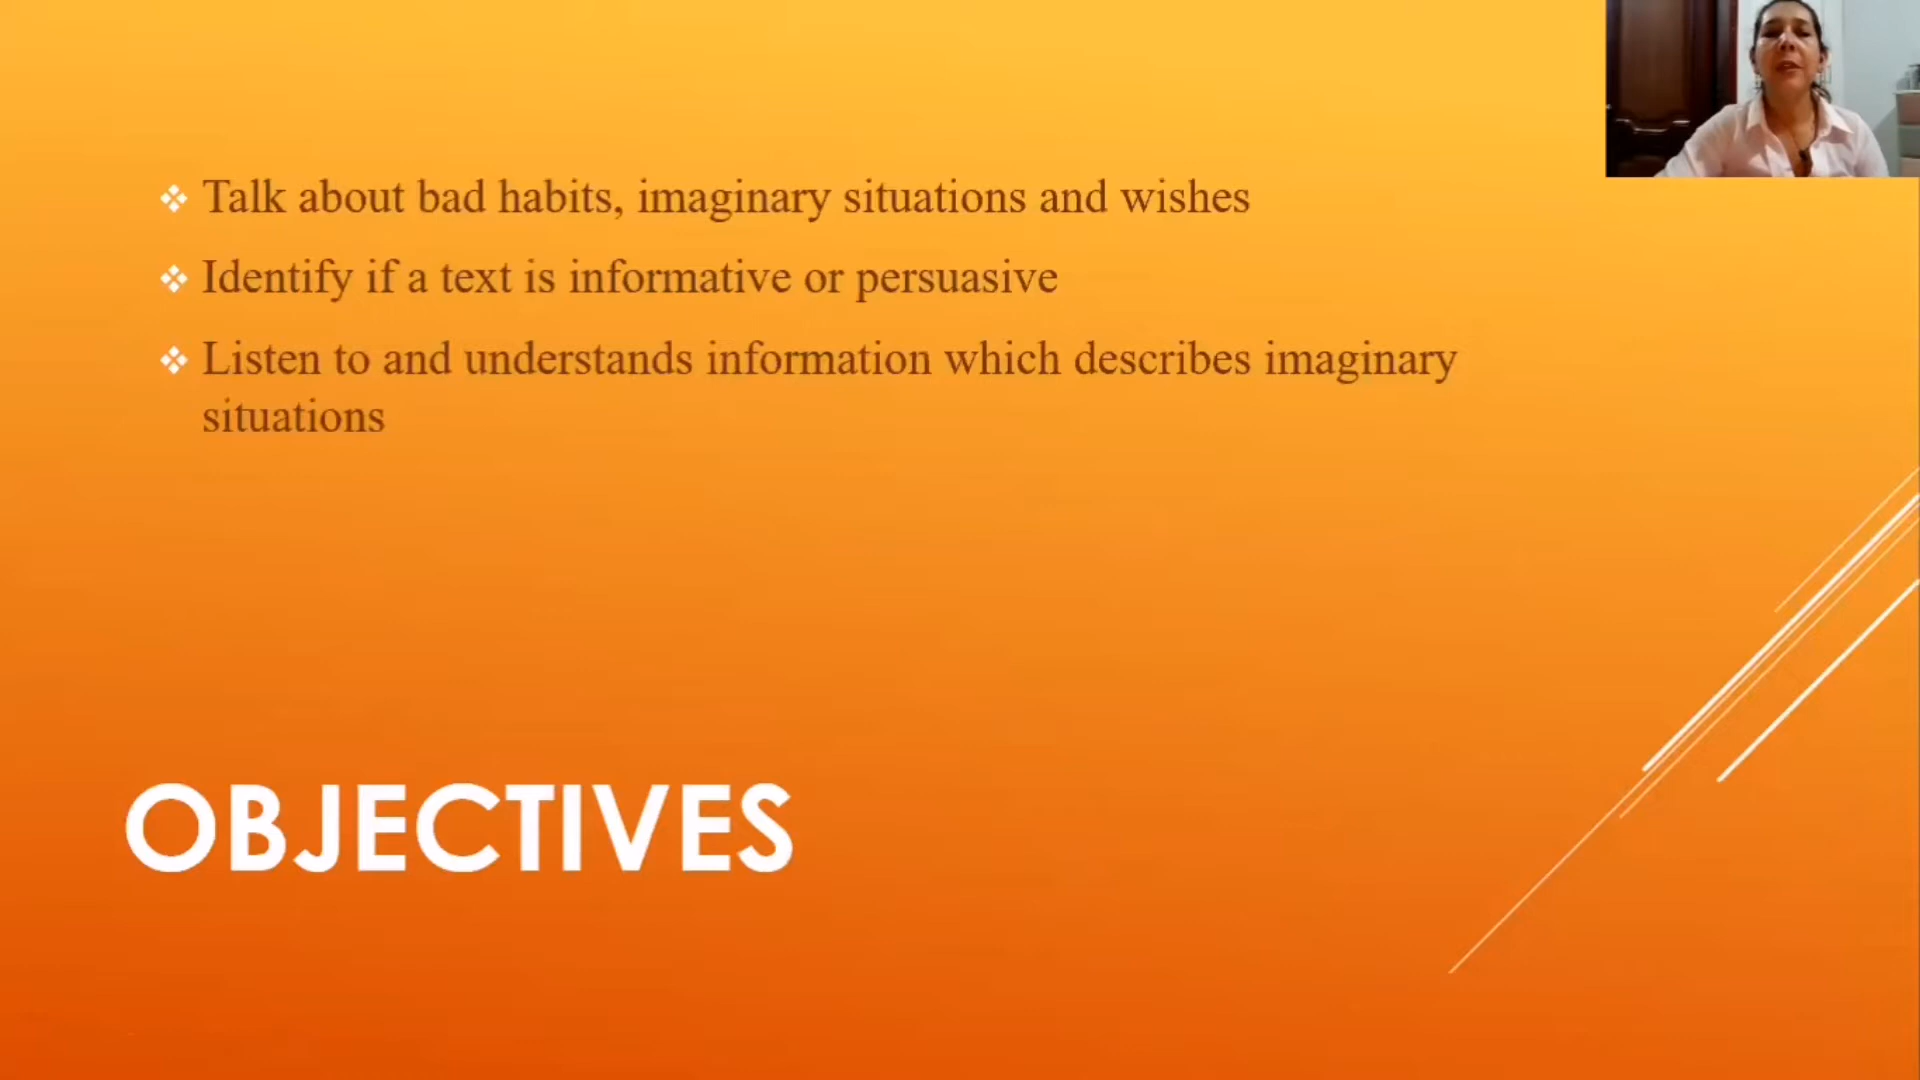 Talk about bad habits, imaginary situations and wishes
Identify if a text is informative or persuasive
Listen to and understands information which describes imaginary
situations
OBJECTIVES